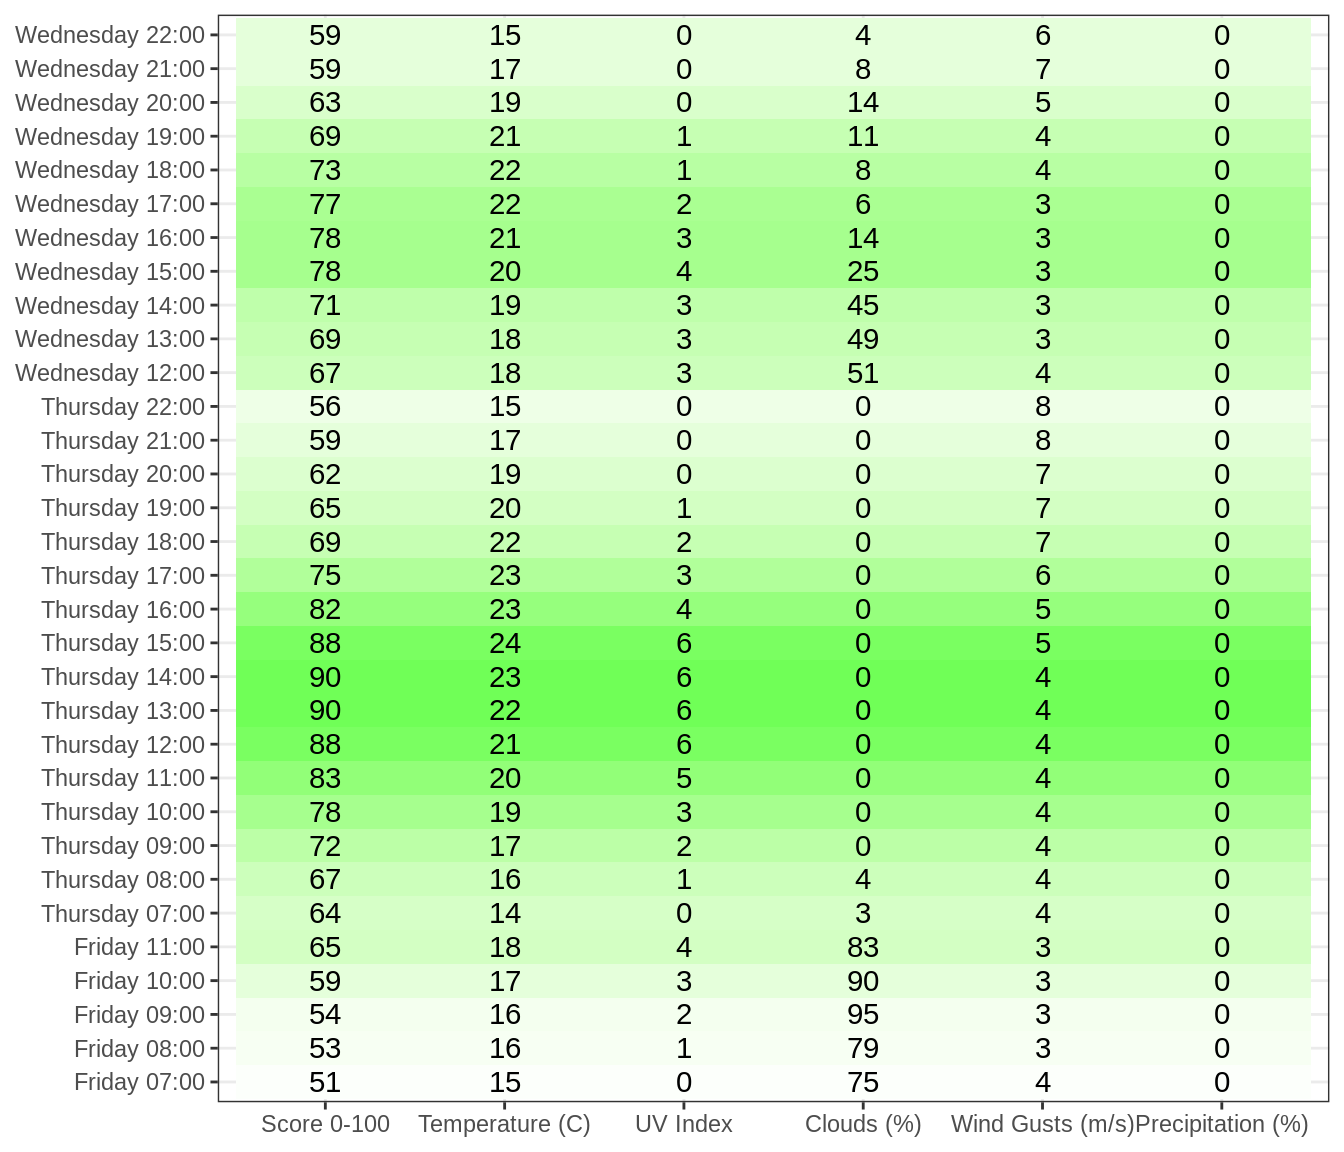 Wednesday 22:00 59 15 0 4 6 0
Wednesday 21:00 59 17 0 8 7 0
Wednesday 20:00 63 19 0 14 5 0
Wednesday 19:00 69 21 1 11 4 0
Wednesday 18:00 73 22 1 8 4 0
Wednesday 17:00 77 22 2 6 3 0
Wednesday 16:00 78 21 3 14 3 0
Wednesday 15:00 78 20 4 25 3 0
Wednesday 14:00 71 19 3 45 3 0
Wednesday 13:00 69 18 3 49 3 0
Wednesday 12:00 67 18 3 51 4 0
Thursday 22:00 56 15 0 0 8 0
Thursday 21:00 59 17 0 0 8 0
Thursday 20:00 62 19 0 0 7 0
Thursday 19:00 65 20 1 0 7 0
Thursday 18:00 69 22 2 0 7 0
Thursday 17:00 75 23 3 0 6 0
Thursday 16:00 82 23 4 0 5 0
Thursday 15:00 88 24 6 0 5 0
Thursday 14:00 90 23 6 0 4 0
Thursday 13:00 90 22 6 0 4 0
Thursday 12:00 88 21 6 0 4 0
Thursday 11:00 83 20 5 0 4 0
Thursday 10:00 78 19 3 0 4 0
Thursday 09:00 72 17 2 0 4 0
Thursday 08:00 67 16 1 4 4 0
Thursday 07:00 64 14 0 3 4 0
Friday 11:00 65 18 4 83 3 0
Friday 10:00 59 17 3 90 3 0
Friday 09:00 54 16 2 95 3 0
Friday 08:00 53 16 1 79 3 0
Friday 07:00 51 15 0 75 4 0
Score 0-100 Temperature (C) UV Index Clouds (%) Wind Gusts (m/s) Precipitation (%)